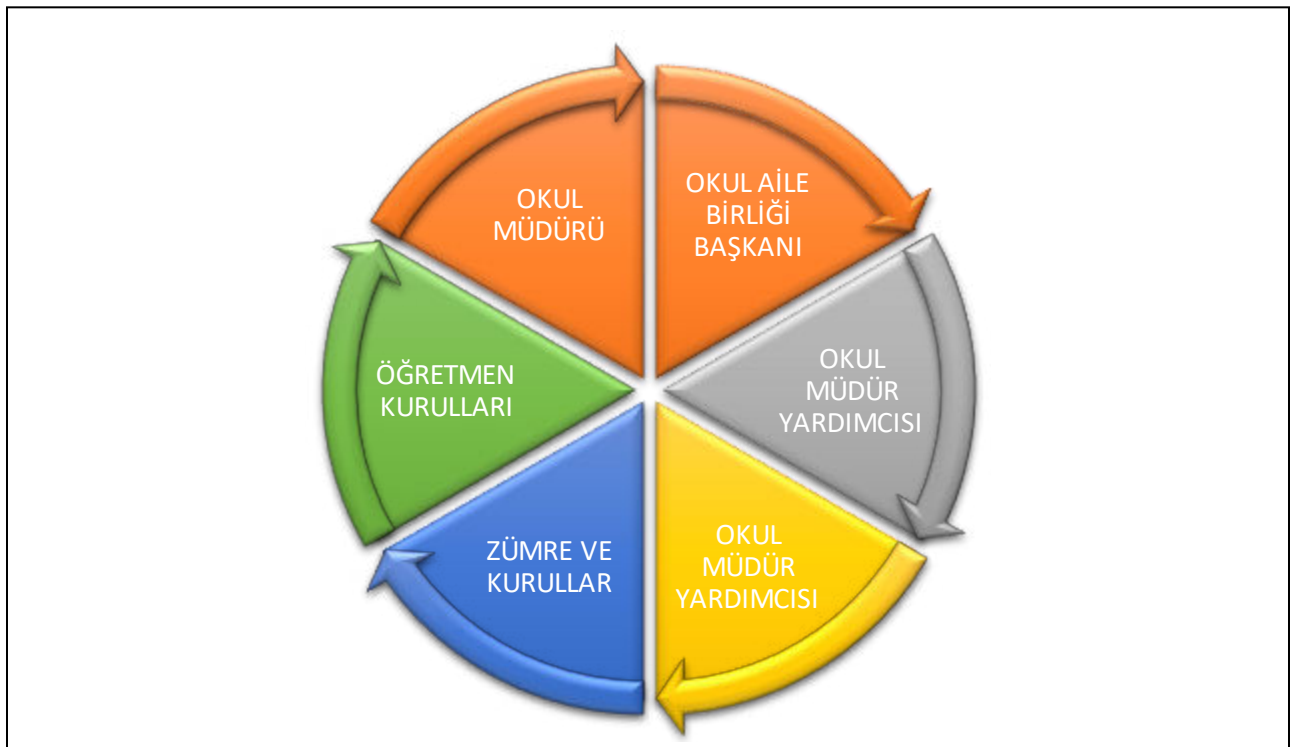 OKUL
MÜDÜRÜ
OKUL AİLE
BİRLİĞİ
BAŞKANI
OKUL
MÜDÜR
YARDIMCISI
OKUL
MÜDÜR
YARDIMCISI
ZÜMRE VE
KURULLAR
ÖĞRETMEN
KURULLARI